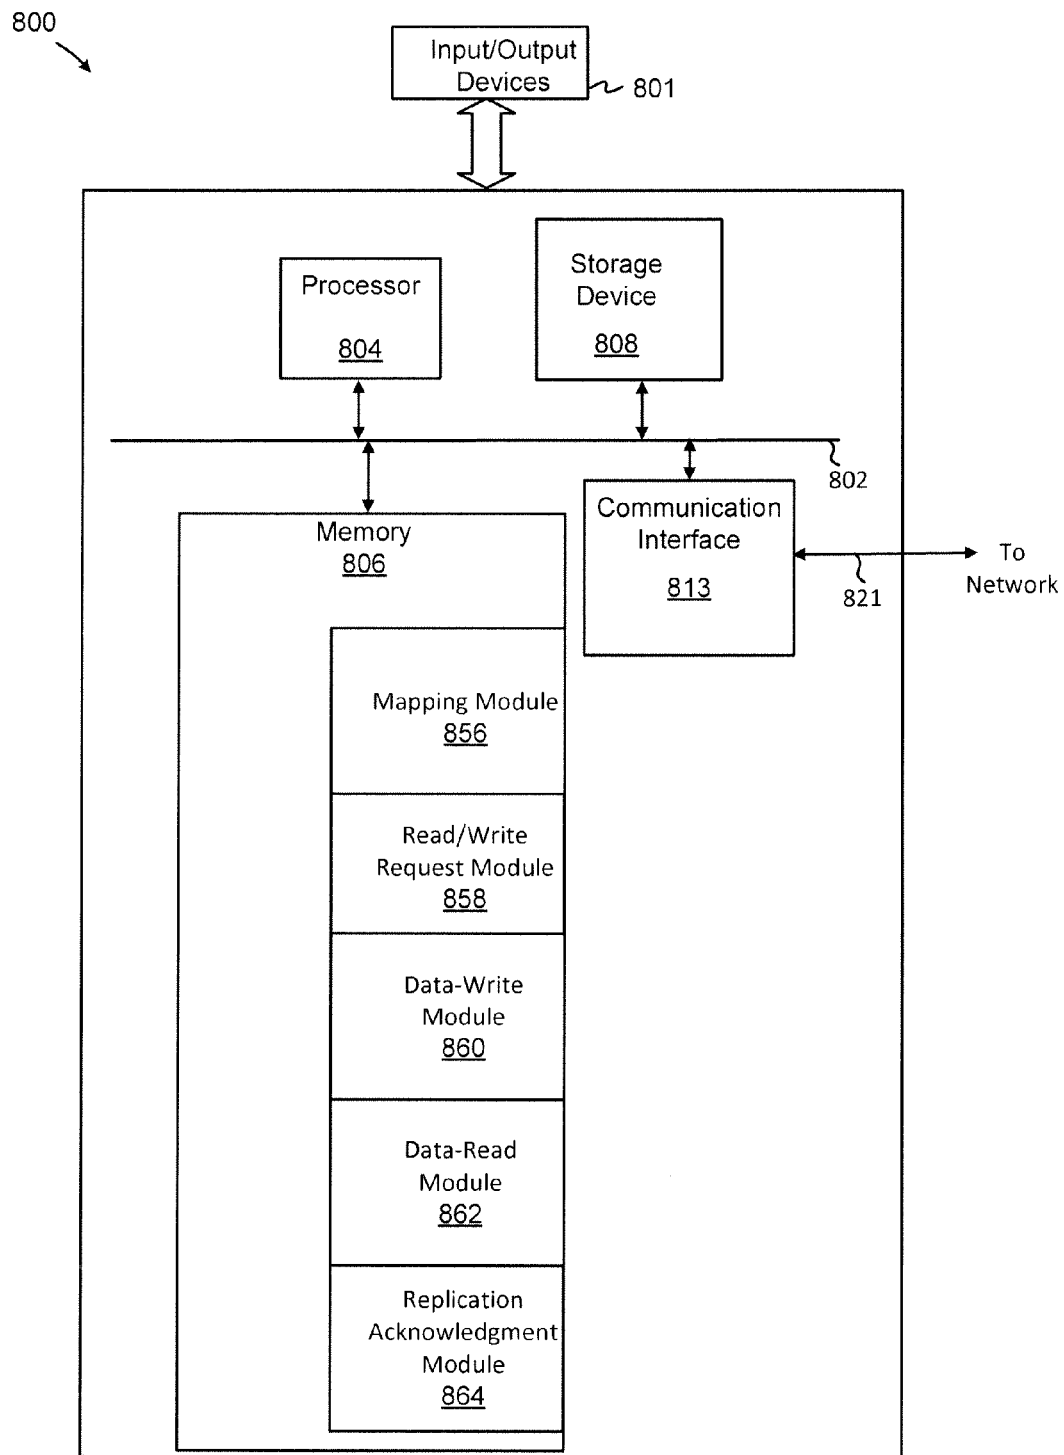 800
Input/Output
Devices
801
Processor
804
Storage
Device
808
802
Memory
806
Communication
Interface
813
821
To
Network
Mapping Module
856
Read/Write
Request Module
858
Data-Write
Module
860
Data-Read
Module
862
Replication
Acknowledgment
Module
864